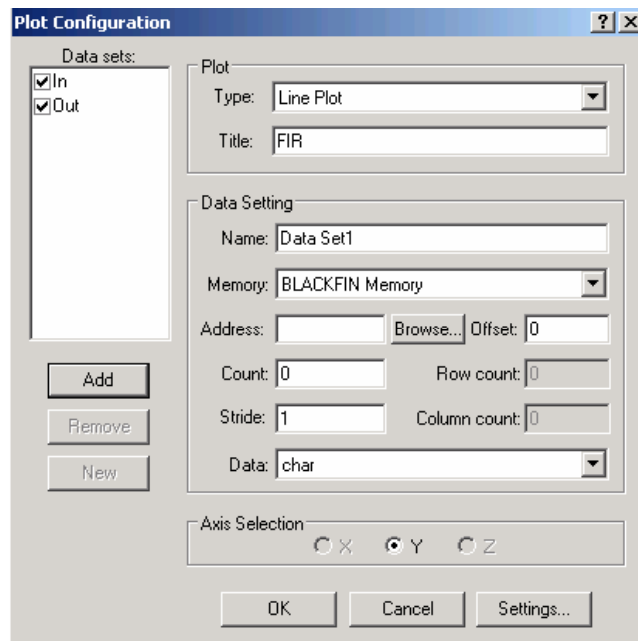 Plot Configuration
Data sets:
In
Out
Add
Remove
New
Plot
Type: Line Plot
Title: FIR
Data Setting
Name: Data Set1
Memory: BLACKFIN Memory
Address: Browse... Offset: 0
Count: 0 Row count: 0
Stride: 1 Column count: 0
Data: char
Axis Selection
X Y Z
OK Cancel Settings...